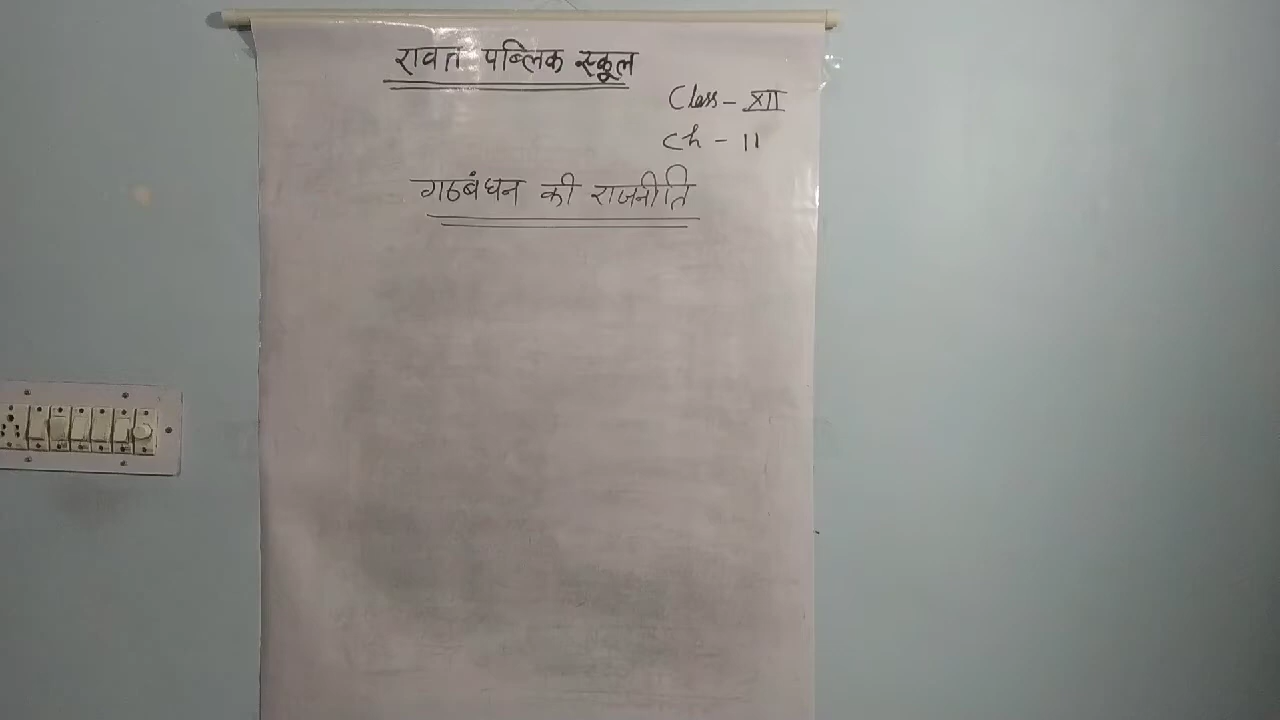 रावत पब्लिक स्कूल
Class - XII
Ch - 11
गठबंधन की राजनीति